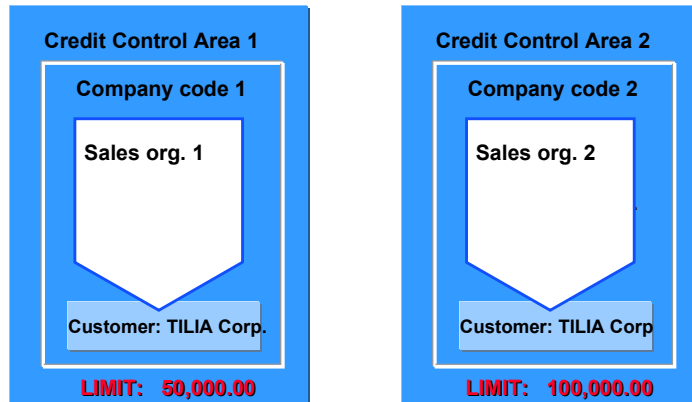 Credit Control Area 1
Company code 1
Sales org. 1
Customer: TILIA Corp.
LIMIT: 50,000.00
Credit Control Area 2
Company code 2
Sales org. 2
Customer: TILIA Corp
LIMIT: 100,000.00